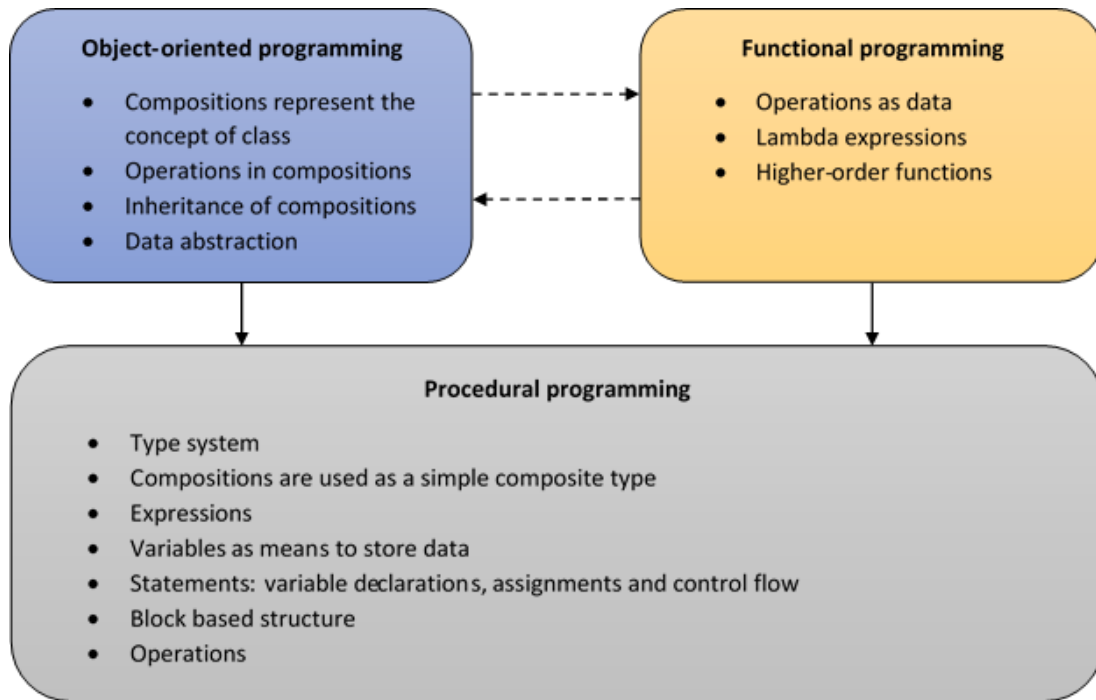 Object-oriented programming
• Compositions represent the
concept of class
• Operations in compositions
• Inheritance of compositions
• Data abstraction
Functional programming
• Operations as data
• Lambda expressions
• Higher-order functions
Procedural programming
• Type system
• Compositions are used as a simple composite type
• Expressions
• Variables as means to store data
• Statements: variable declarations, assignments and control flow
• Block based structure
• Operations